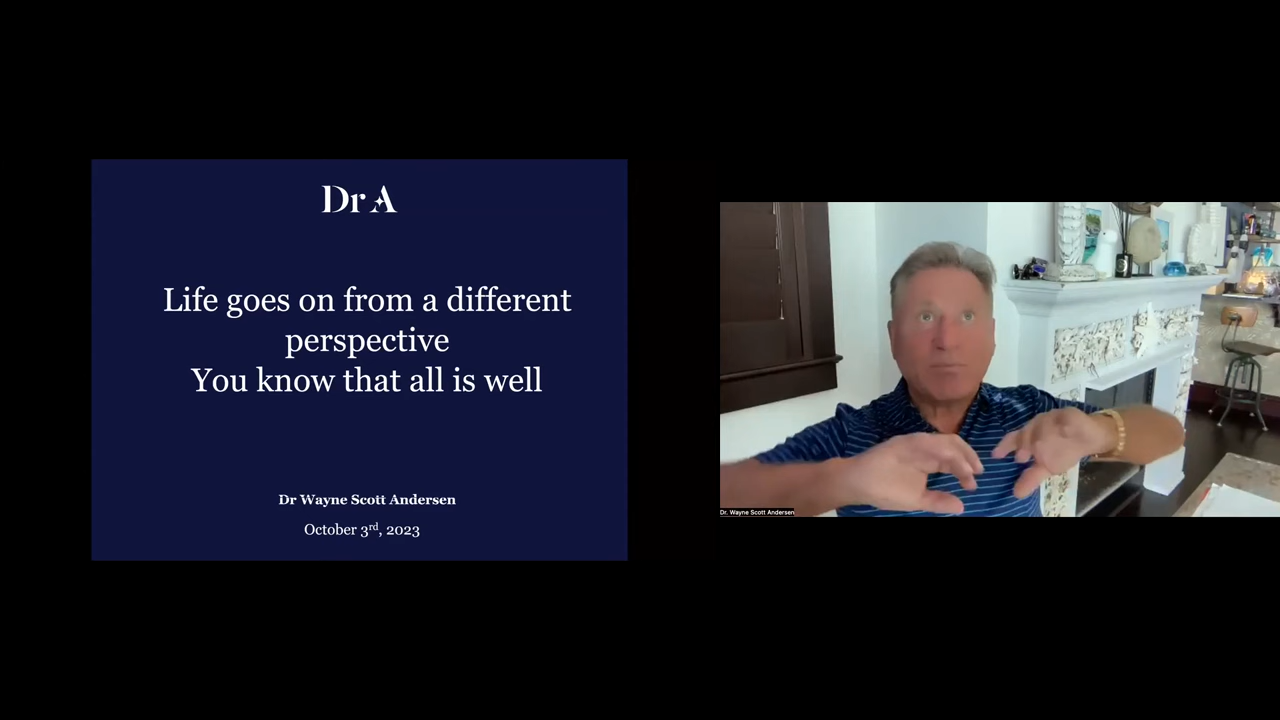 Dr A
Life goes on from a different
perspective
You know that all is well
Dr Wayne Scott Andersen
October 3rd, 2023
Dr. Wayne Scott Andersen